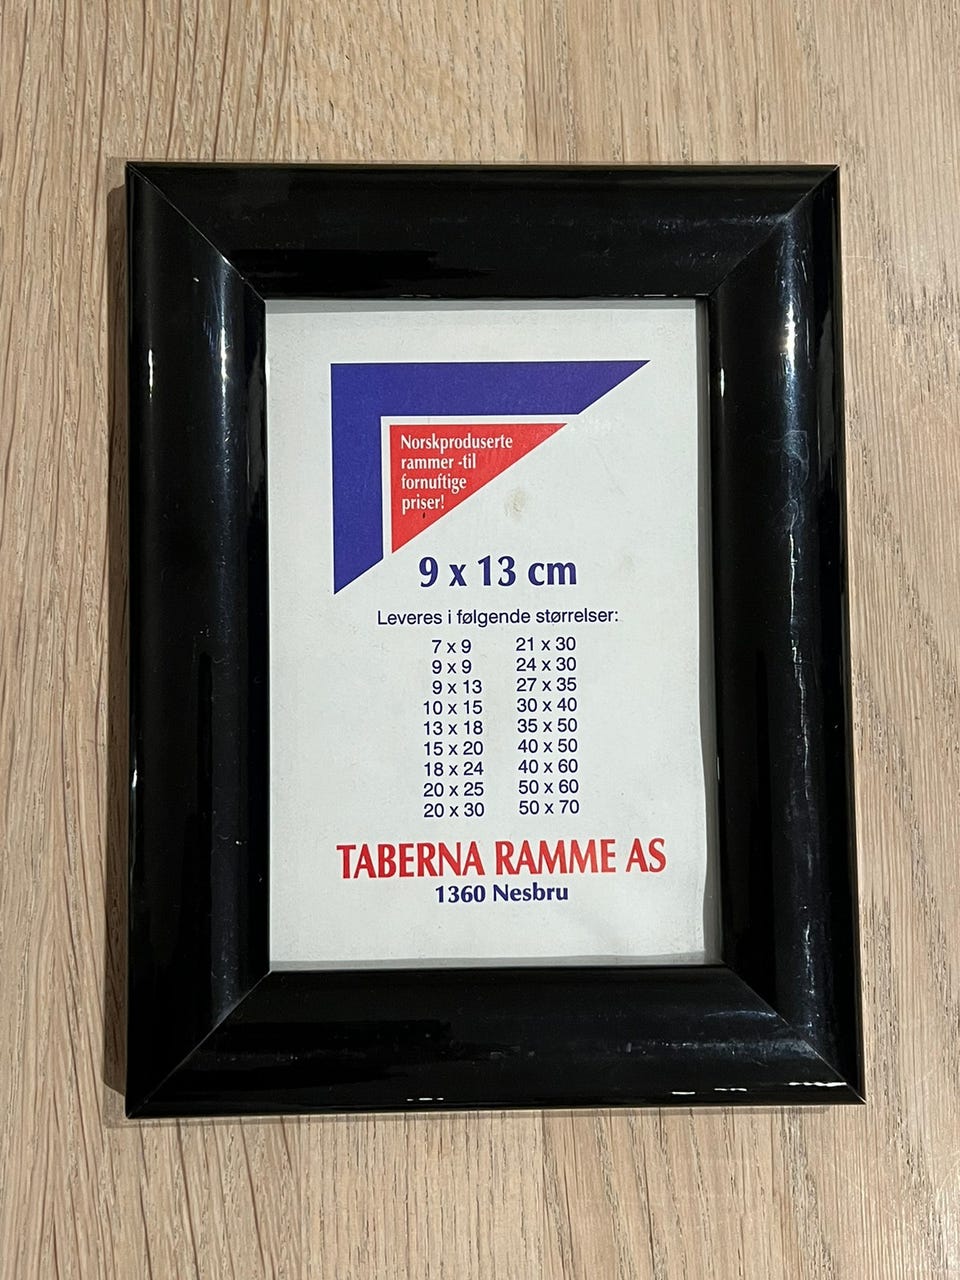 Norskproduserte
rammer -til
fornuftige
priser!
9 x 13 cm
Leveres i følgende størrelser:
7 x 9 21 x 30
9 x 9 24 x 30
9 x 13 27 x 35
10 x 15 30 x 40
13 x 18 35 x 50
15 x 20 40 x 50
18 x 24 40 x 60
20 x 25 50 x 60
20 x 30 50 x 70
TABERNA RAMME AS
1360 Nesbru